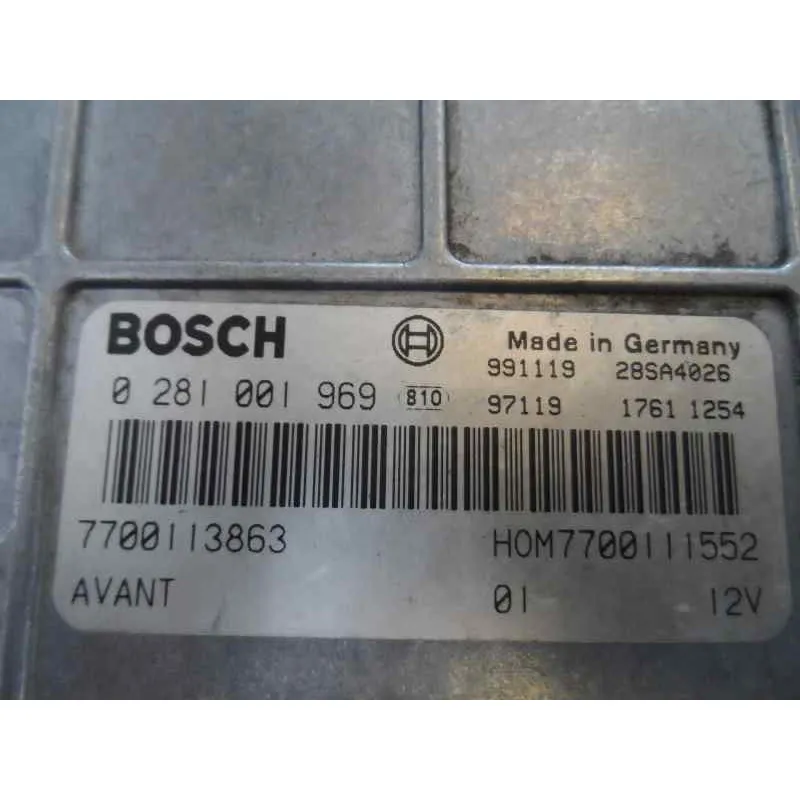 BOSCH Made in Germany
991119 28SA4026
0 281 001 969 810 97119 1761 1254
7700113863 HOM7700111552
AVANT 01 12V